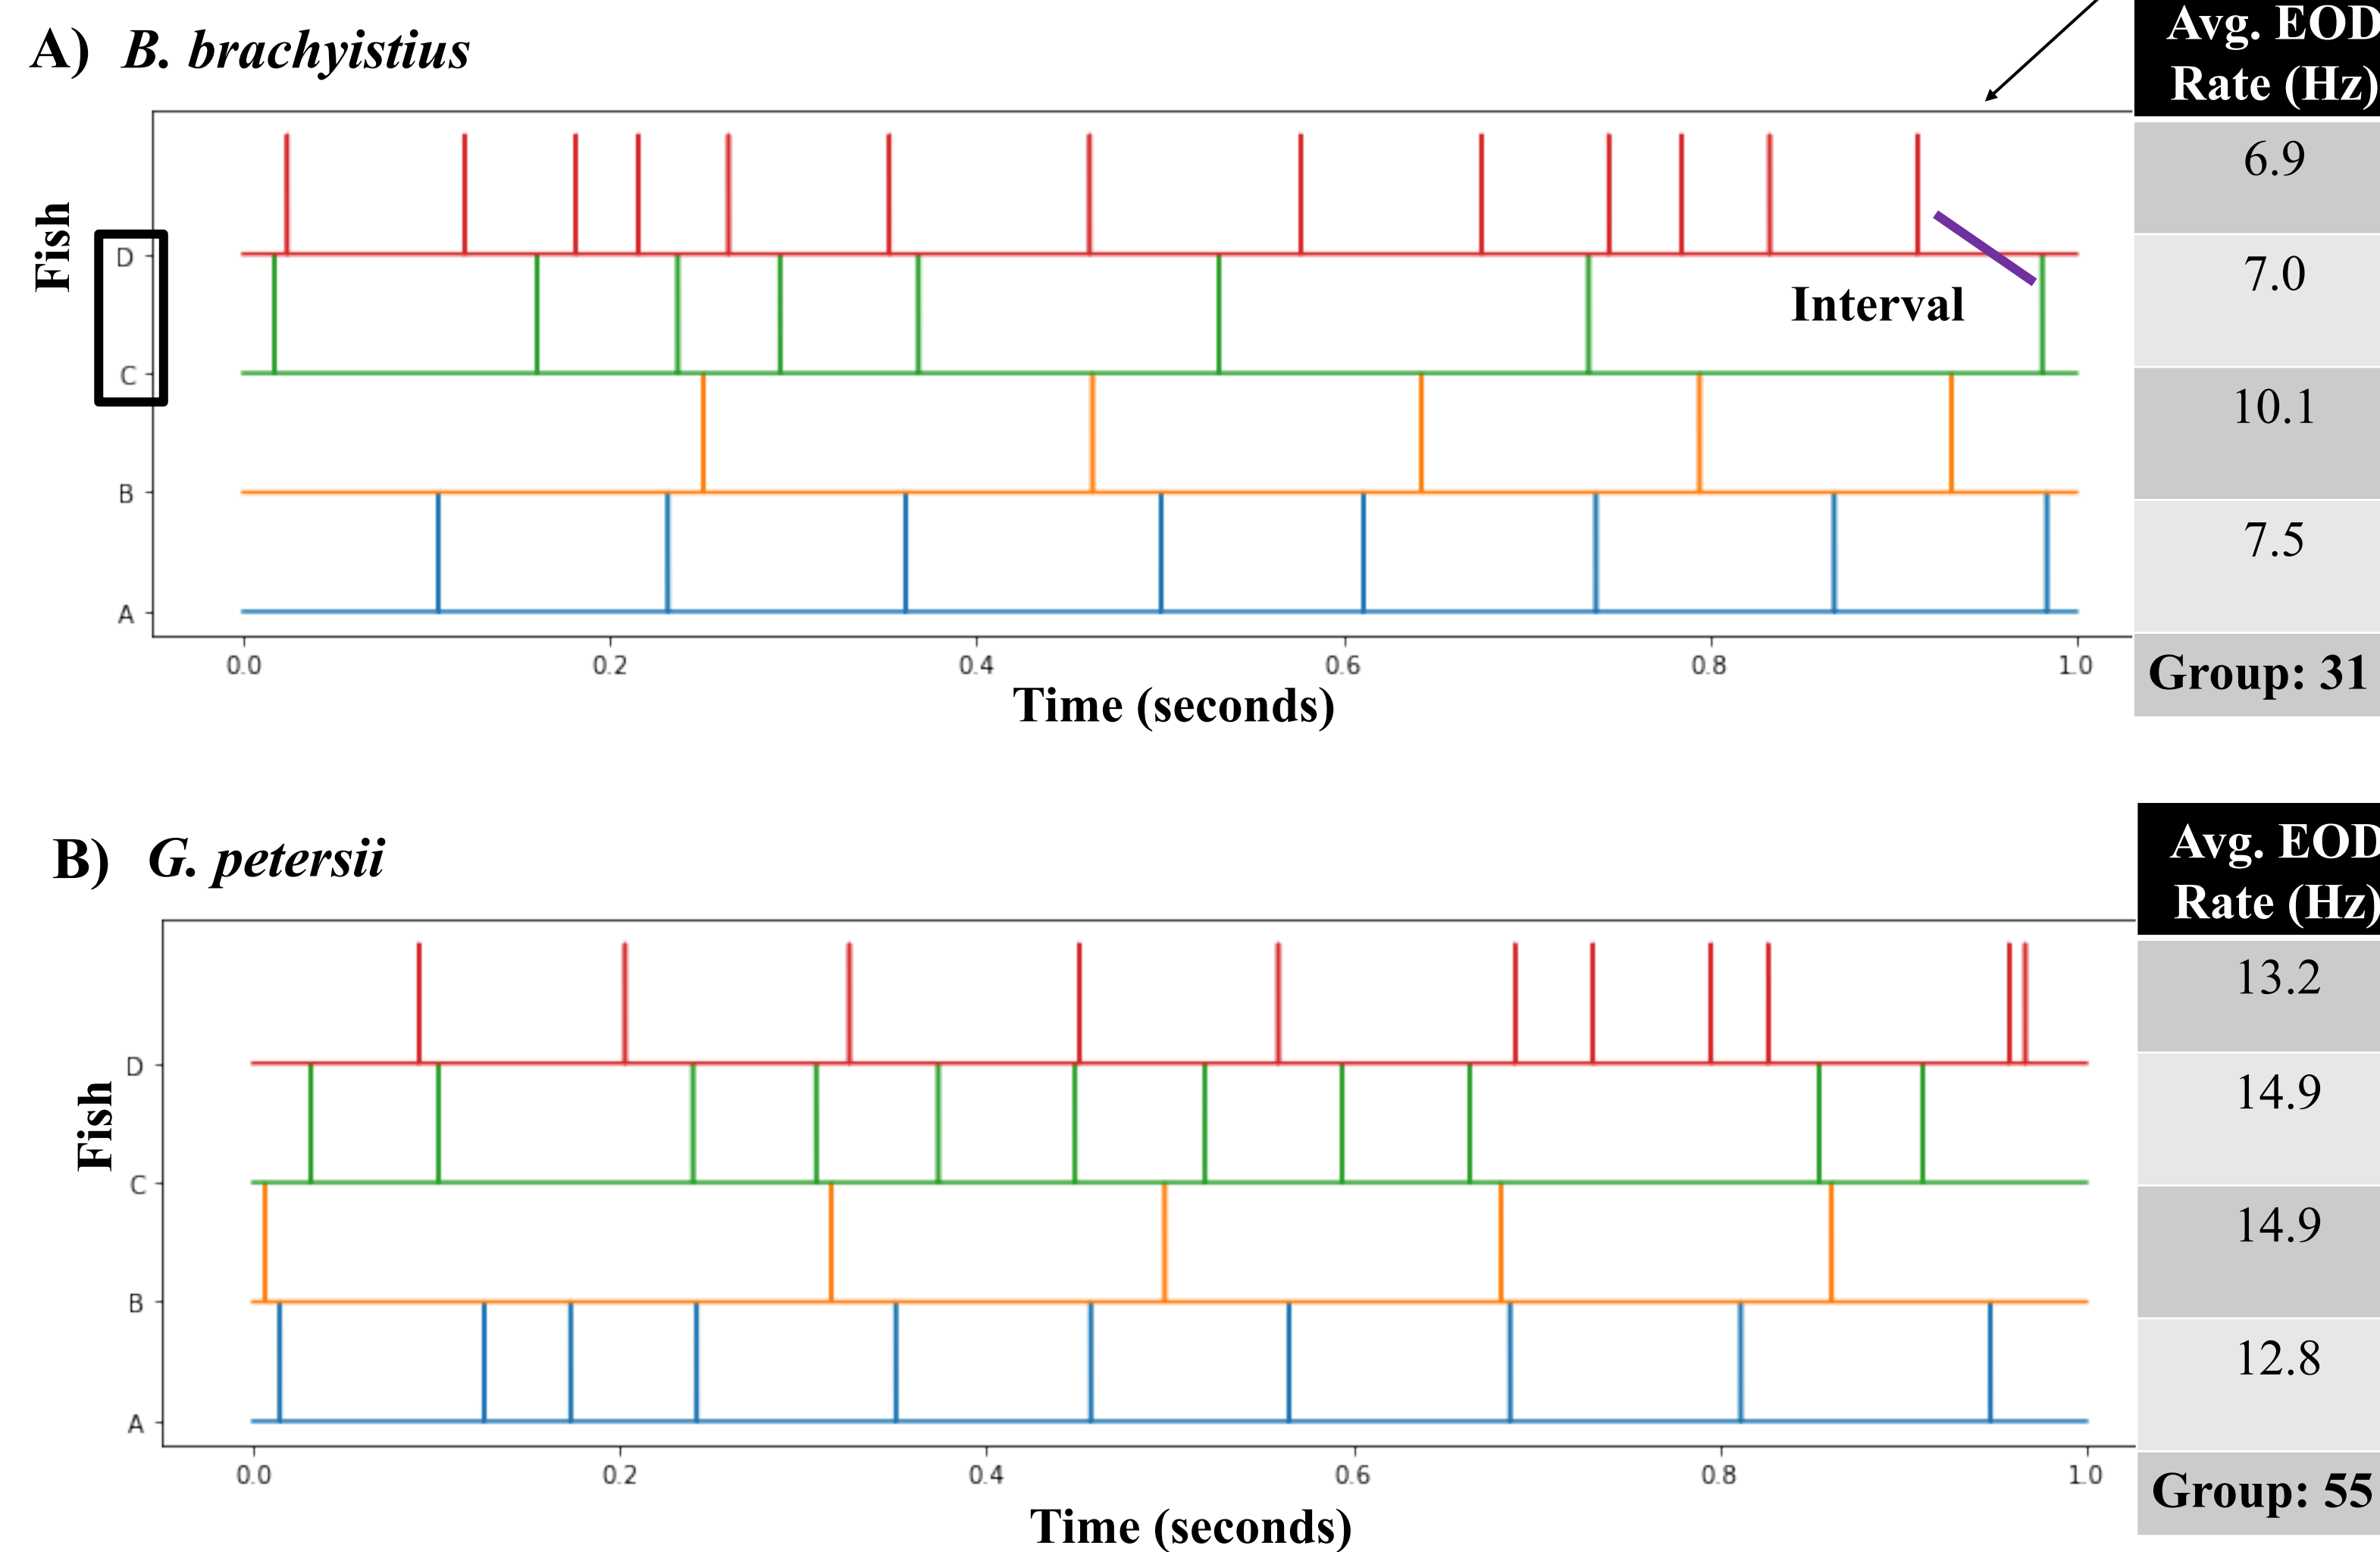 A) B. brachyistius
Avg. EOD
Rate (Hz)
Fish
D
C
B
A
Interval
6.9
7.0
10.1
7.5
Group: 31
0.0 0.2 0.4 0.6 0.8 1.0
Time (seconds)
B) G. petersii
Avg. EOD
Rate (Hz)
Fish
D
C
B
A
13.2
14.9
14.9
12.8
Group: 55
0.0 0.2 0.4 0.6 0.8 1.0
Time (seconds)